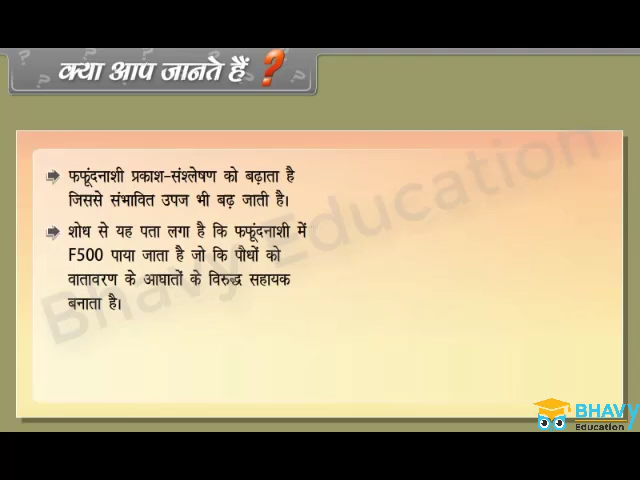 क्या आप जानते हैं ?
फफूंदनाशी प्रकाश-संश्लेषण को बढ़ाता है
जिससे संभावित उपज भी बढ़ जाती है।
शोध से यह पता लगा है कि फफूंदनाशी में
F500 पाया जाता है जो कि पौधों को
वातावरण के आघातों के विरुद्ध सहायक
बनाता है।
Bhavy Education
BHAVY
Education